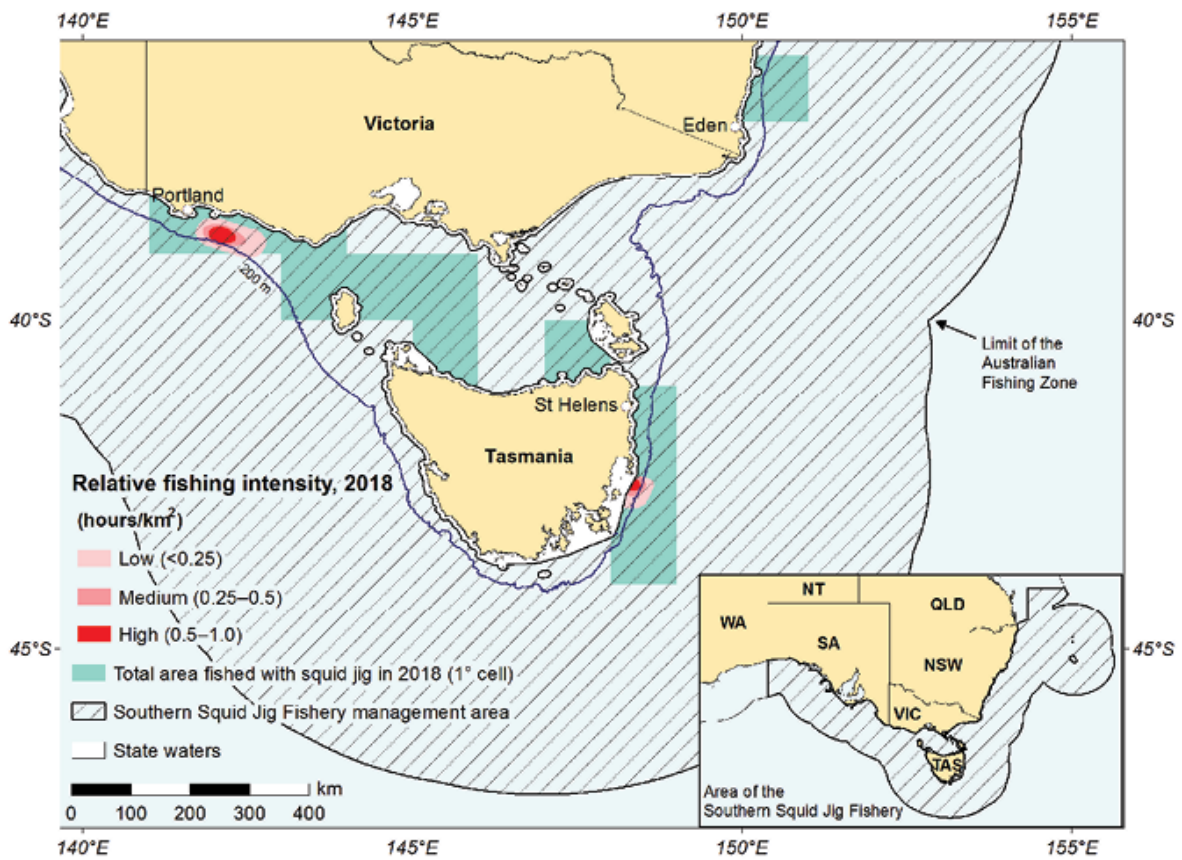 140°E 145°E 150°E 155°E
Victoria
Eden
Portland
200 m
40°S 40°S
Limit of the
Australian
Fishing Zone
St Helens
Tasmania
Relative fishing intensity, 2018
(hours/km²)
Low (<0.25)
Medium (0.25–0.5)
High (0.5–1.0)
45°S 45°S
Total area fished with squid jig in 2018 (1° cell)
Southern Squid Jig Fishery management area
State waters
km
0 100 200 300 400
NT
QLD
WA
SA
NSW
VIC
TAS
Area of the
Southern Squid Jig Fishery
140°E 145°E 150°E 155°E